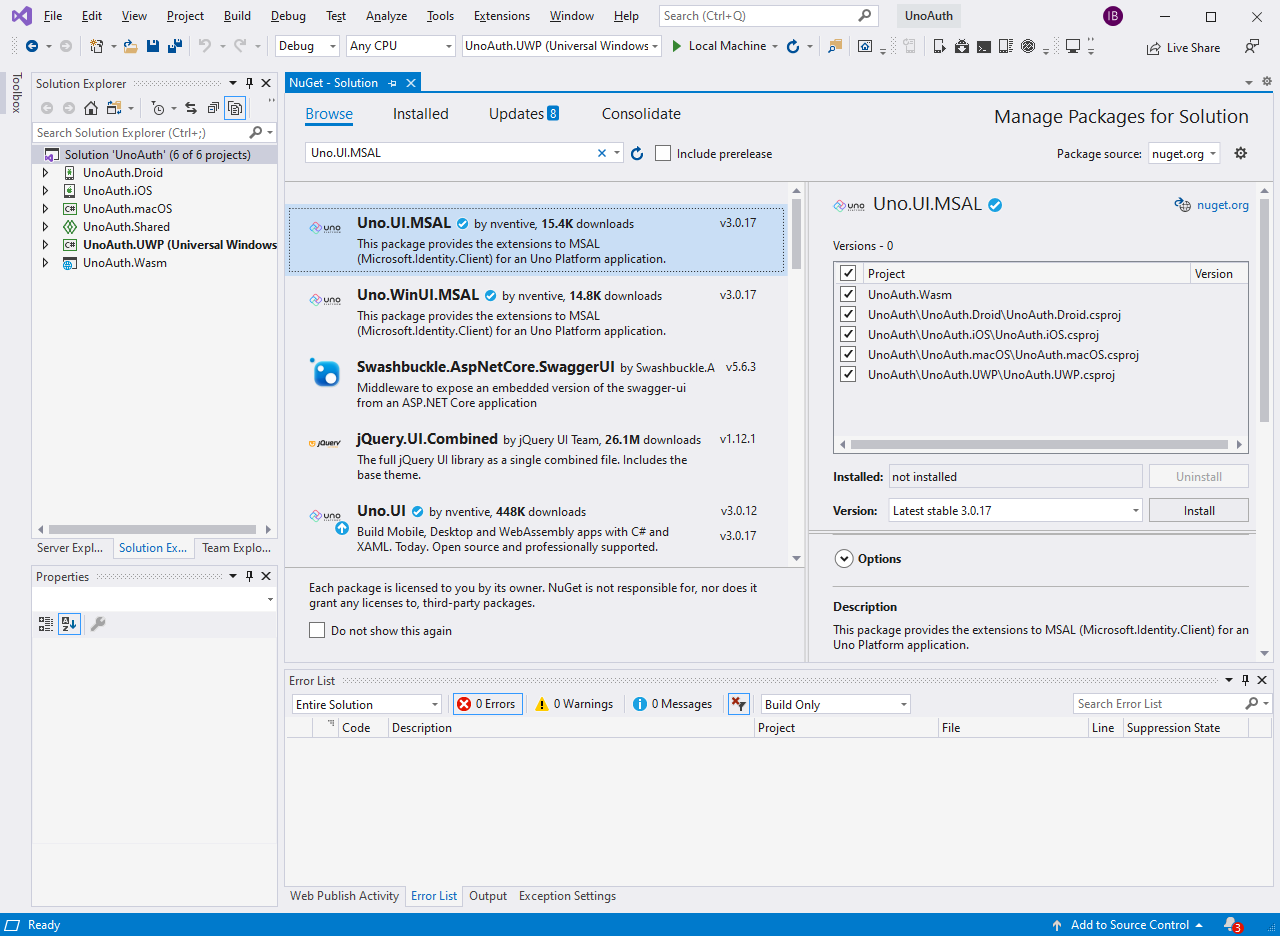 File Edit View Project Build Debug Test Analyze Tools Extensions Window Help Search (Ctrl+Q) UnoAuth IB
Debug Any CPU UnoAuth.UWP (Universal Windows Local Machine Live Share
Toolbox
Solution Explorer
Search Solution Explorer (Ctrl+;)
Solution 'UnoAuth' (6 of 6 projects)
UnoAuth.Droid
UnoAuth.iOS
C# UnoAuth.macOS
UnoAuth.Shared
C# UnoAuth.UWP (Universal Windows
UnoAuth.Wasm
Server Expl... Solution Ex... Team Explo...
Properties
NuGet - Solution
Browse Installed Updates 8 Consolidate
Manage Packages for Solution
Uno.UI.MSAL Include prerelease
Package source: nuget.org
uno Uno.UI.MSAL by nventive, 15.4K downloads v3.0.17
This package provides the extensions to MSAL
(Microsoft.Identity.Client) for an Uno Platform application.
uno Uno.WinUI.MSAL by nventive, 14.8K downloads v3.0.17
This package provides the extensions to MSAL
(Microsoft.Identity.Client) for an Uno Platform application.
Swashbuckle.AspNetCore.SwaggerUI by Swashbuckle.A v5.6.3
Middleware to expose an embedded version of the swagger-ui
from an ASP.NET Core application
jQuery jQuery.UI.Combined by jQuery UI Team, 26.1M downloads v1.12.1
The full jQuery UI library as a single combined file. Includes the
base theme.
uno Uno.UI by nventive, 448K downloads v3.0.12
Build Mobile, Desktop and WebAssembly apps with C# and
XAML. Today. Open source and professionally supported. v3.0.17
Each package is licensed to you by its owner. NuGet is not responsible for, nor does it
grant any licenses to, third-party packages.
Do not show this again
uno Uno.UI.MSAL nuget.org
Versions - 0
Project Version
UnoAuth.Wasm
UnoAuth\UnoAuth.Droid\UnoAuth.Droid.csproj
UnoAuth\UnoAuth.iOS\UnoAuth.iOS.csproj
UnoAuth\UnoAuth.macOS\UnoAuth.macOS.csproj
UnoAuth\UnoAuth.UWP\UnoAuth.UWP.csproj
Installed: not installed Uninstall
Version: Latest stable 3.0.17 Install
Options
Description
This package provides the extensions to MSAL (Microsoft.Identity.Client) for an
Uno Platform application.
Error List
Entire Solution 0 Errors 0 Warnings 0 Messages Build Only Search Error List
Code Description Project File Line Suppression State
Web Publish Activity Error List Output Exception Settings
Ready Add to Source Control 3